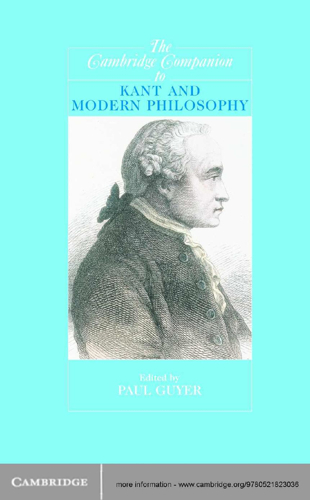 The
Cambridge Companion
to
KANT AND
MODERN PHILOSOPHY
Edited by
PAUL GUYER
CAMBRIDGE
more information - www.cambridge.org/9780521823036